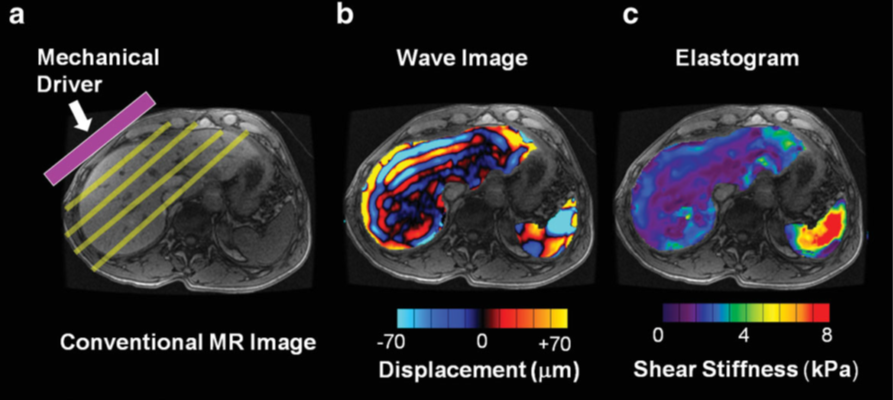 a
Mechanical
Driver
Conventional MR Image
b
Wave Image
-70
0
+70
Displacement (μm)
c
Elastogram
0
4
8
Shear Stiffness (kPa)